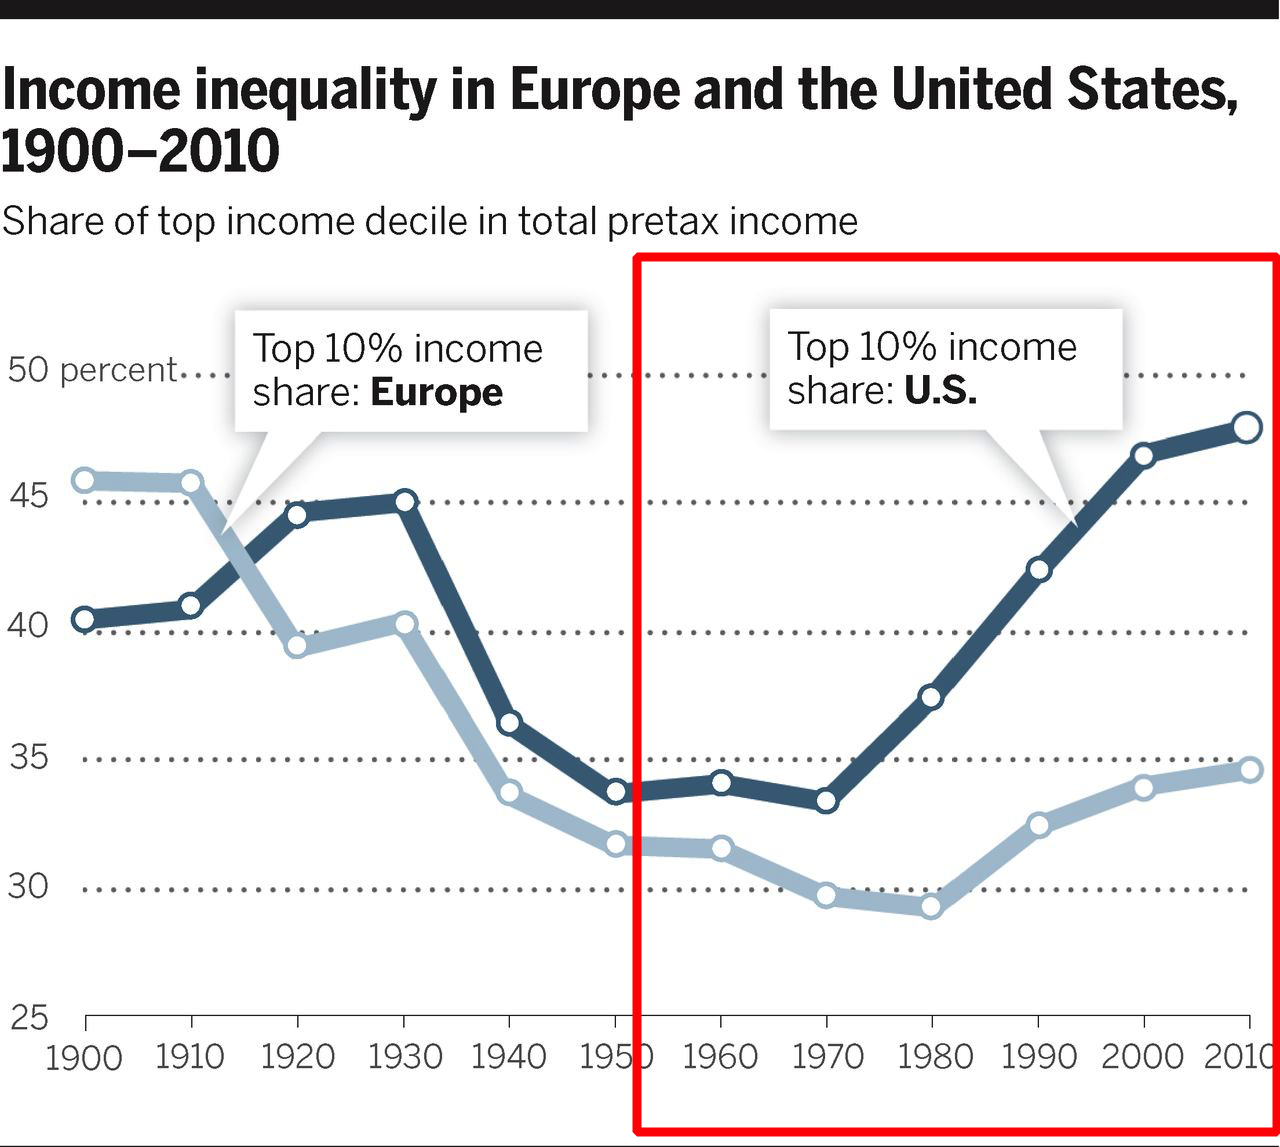 Income inequality in Europe and the United States,
1900–2010
Share of top income decile in total pretax income
Top 10% income
share: Europe
Top 10% income
share: U.S.
50 percent
45
40
35
30
25
1900 1910 1920 1930 1940 1950 1960 1970 1980 1990 2000 2010